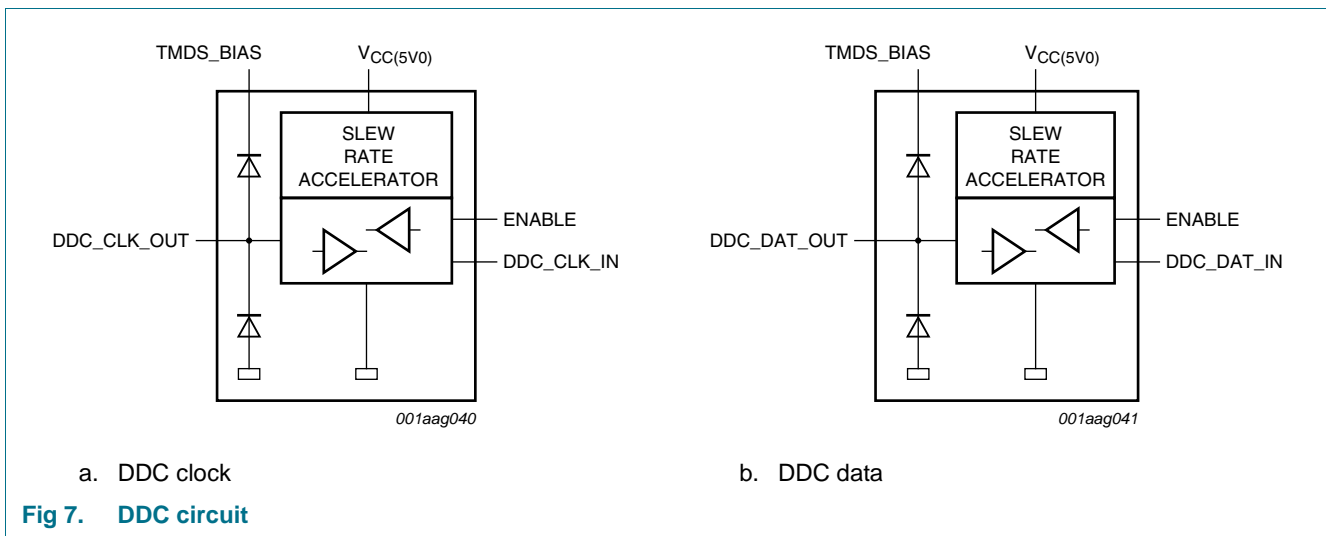 TMDS_BIAS
VCC(5V0)
SLEW
RATE
ACCELERATOR
ENABLE
DDC_CLK_OUT
DDC_CLK_IN
001aag040
a. DDC clock
TMDS_BIAS
VCC(5V0)
SLEW
RATE
ACCELERATOR
ENABLE
DDC_DAT_OUT
DDC_DAT_IN
001aag041
b. DDC data
Fig 7. DDC circuit